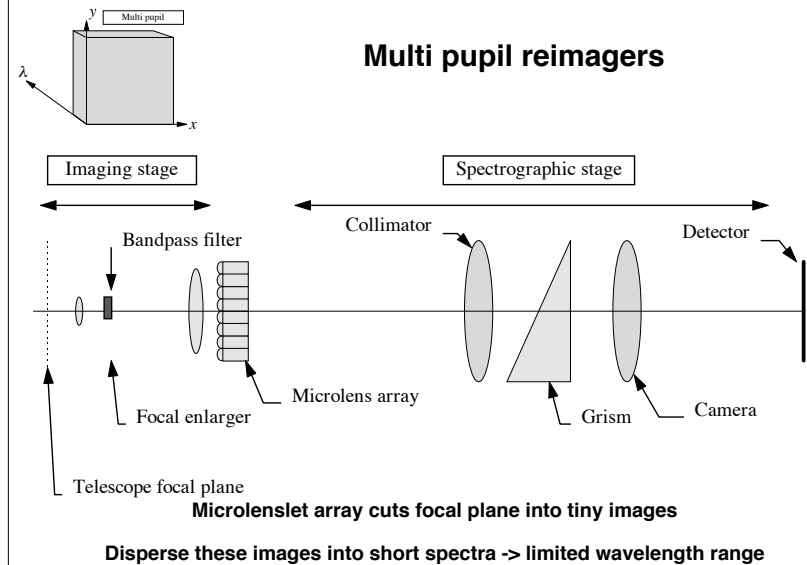 y
Multi pupil
Multi pupil reimagers
λ
x
Imaging stage
Spectrographic stage
Collimator
Detector
Bandpass filter
Microlens array
Focal enlarger
Grism
Camera
Telescope focal plane
Microlenslet array cuts focal plane into tiny images
Disperse these images into short spectra -> limited wavelength range